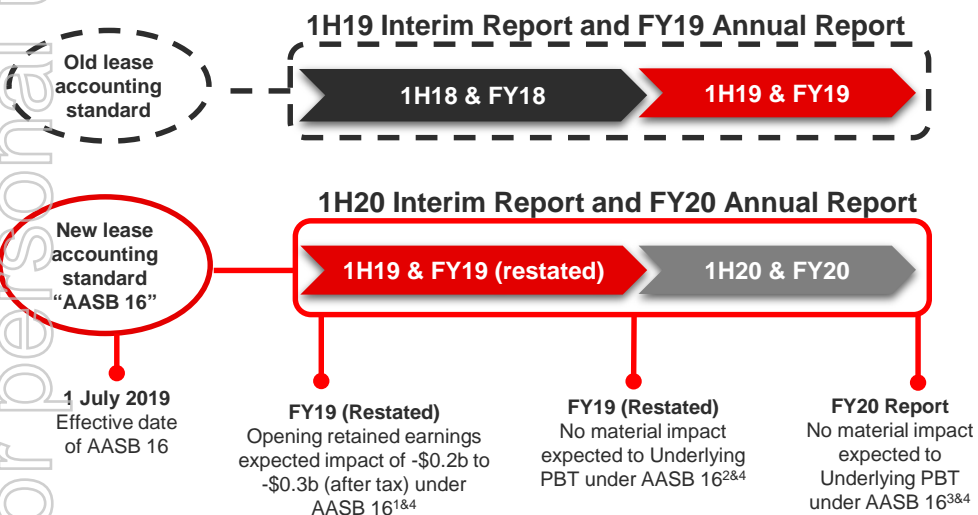 1H19 Interim Report and FY19 Annual Report
Old lease
accounting
standard
1H18 & FY18
1H19 & FY19
1H20 Interim Report and FY20 Annual Report
New lease
accounting
standard
“AASB 16”
1H19 & FY19 (restated)
1H20 & FY20
1 July 2019
Effective date
of AASB 16
FY19 (Restated)
Opening retained earnings
expected impact of -$0.2b to
-$0.3b (after tax) under
AASB 16¹&⁴
FY19 (Restated)
No material impact
expected to Underlying
PBT under AASB 16²&⁴
FY20 Report
No material impact
expected to
Underlying PBT
under AASB 16³&⁴
or personal